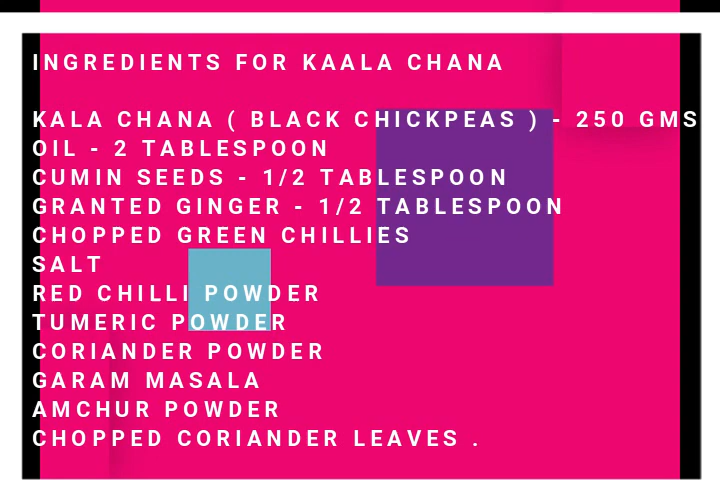 INGREDIENTS FOR KAALA CHANA
KALA CHANA ( BLACK CHICKPEAS ) - 250 GMS
OIL - 2 TABLESPOON
CUMIN SEEDS - 1/2 TABLESPOON
GRANTED GINGER - 1/2 TABLESPOON
CHOPPED GREEN CHILLIES
SALT
RED CHILLI POWDER
TUMERIC POWDER
CORIANDER POWDER
GARAM MASALA
AMCHUR POWDER
CHOPPED CORIANDER LEAVES .